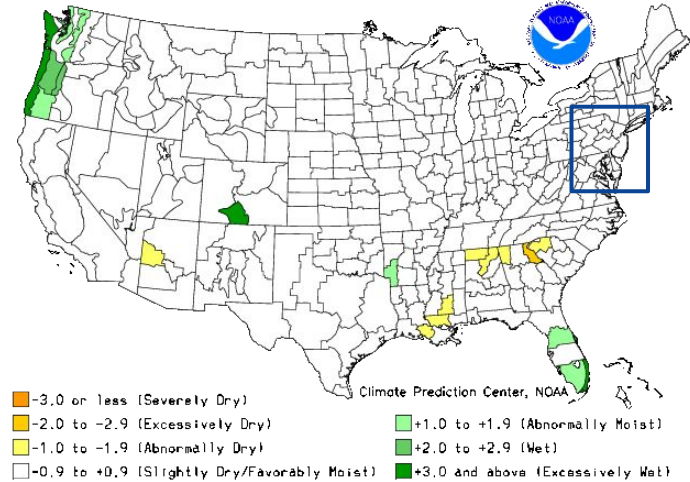 NOAA
Climate Prediction Center, NOAA
-3.0 or less (Severely Dry)
-2.0 to -2.9 (Excessively Dry)
-1.0 to -1.9 (Abnormally Dry)
-0.9 to +0.9 (Slightly Dry/Favorably Moist)
+1.0 to +1.9 (Abnormally Moist)
+2.0 to +2.9 (Wet)
+3.0 and above (Excessively Wet)